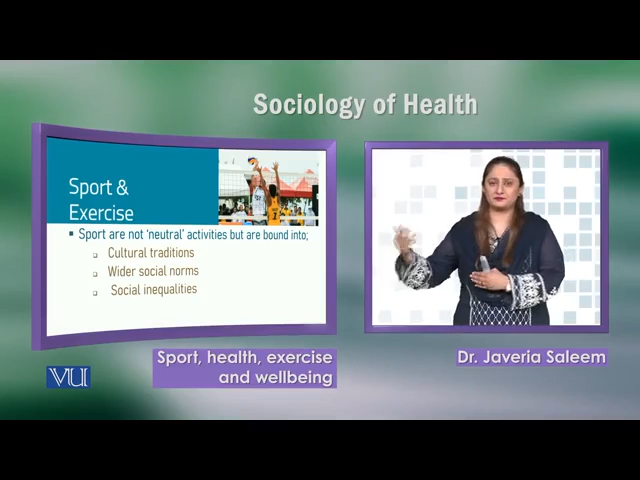 Sociology of Health
Sport &
Exercise
▪ Sport are not 'neutral' activities but are bound into;
❑ Cultural traditions
❑ Wider social norms
❑ Social inequalities
Sport, health, exercise
and wellbeing
Dr. Javeria Saleem
VU